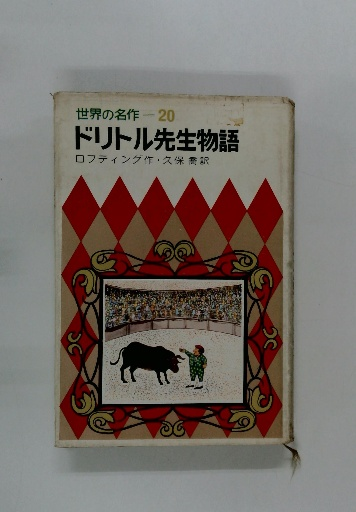 世界の名作—20
ドリトル先生物語
ロフティング作・久保 喬訳